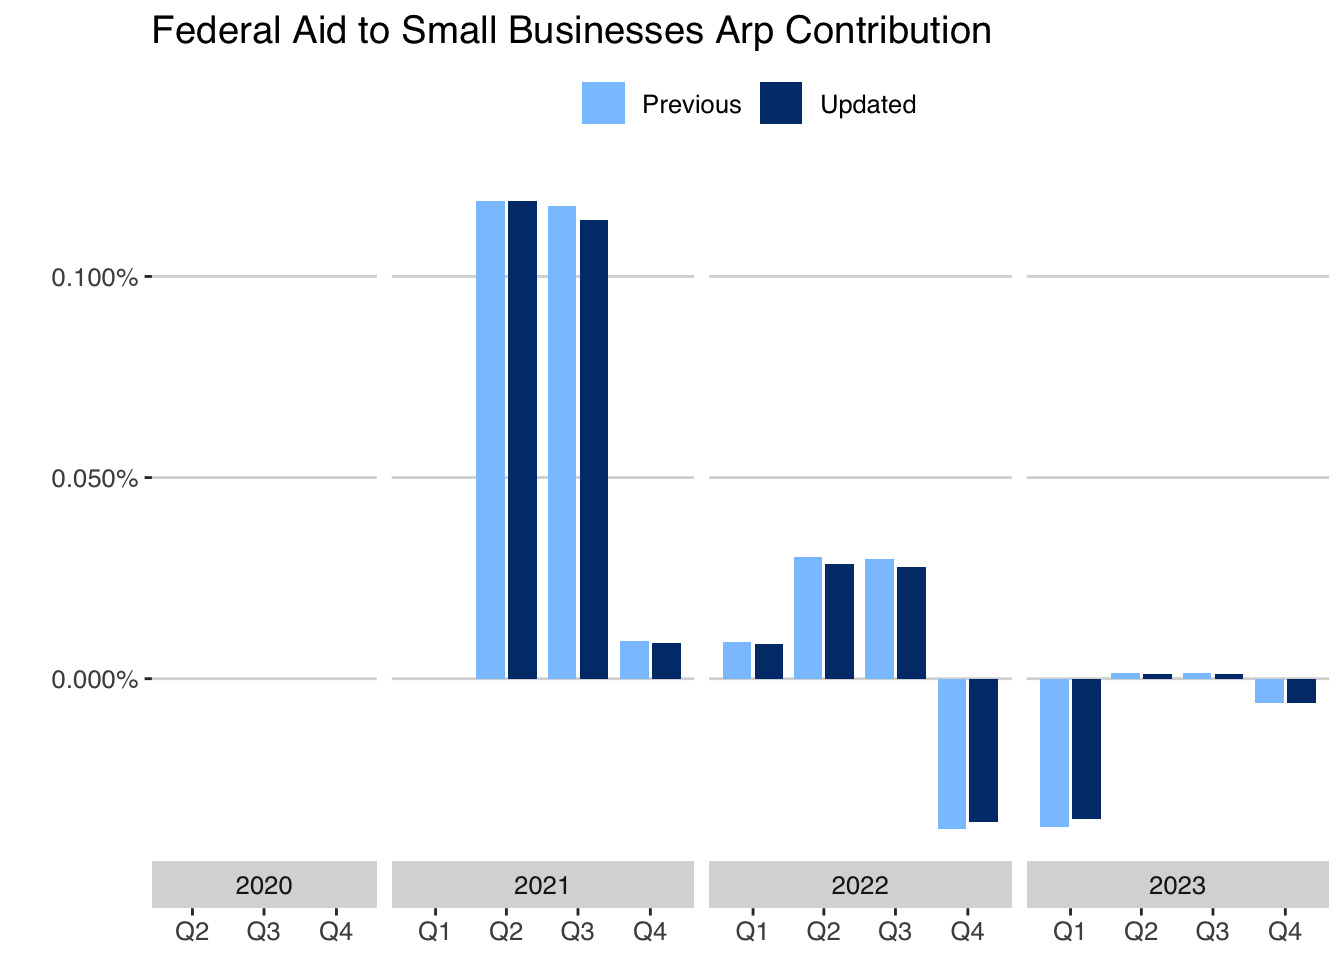 Federal Aid to Small Businesses Arp Contribution
Previous Updated
0.100%
0.050%
0.000%
2020 2021 2022 2023
Q2 Q3 Q4 Q1 Q2 Q3 Q4 Q1 Q2 Q3 Q4 Q1 Q2 Q3 Q4